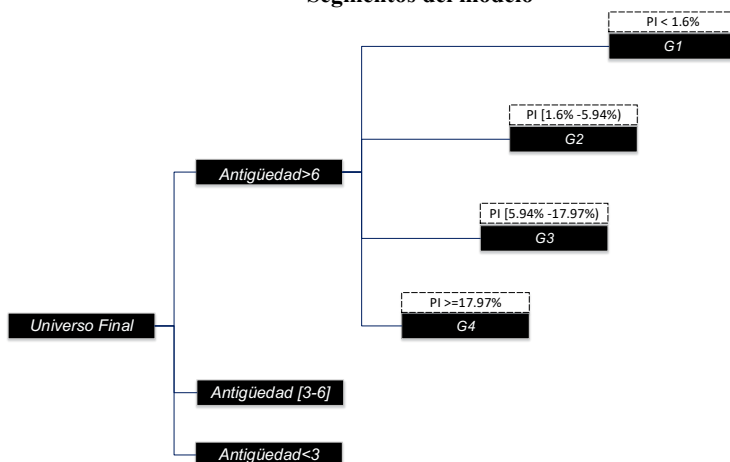 Segmentos del modelo
PI < 1.6%
G1
PI [1.6% -5.94%)
G2
Antigüedad>6
PI [5.94% -17.97%)
G3
PI >=17.97%
Universo Final
G4
Antigüedad [3-6]
Antigüedad<3